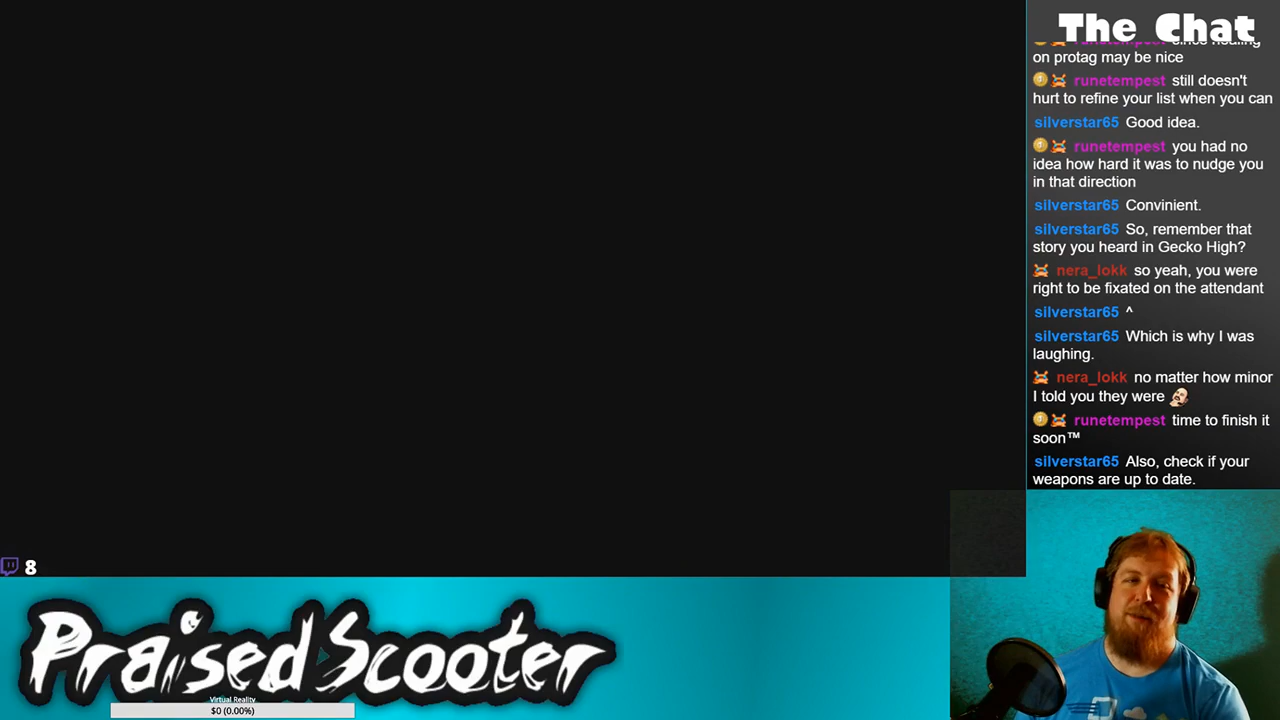 The Chat
on protag may be nice
runetempest still doesn't
hurt to refine your list when you can
silverstar65 Good idea.
runetempest you had no
idea how hard it was to nudge you
in that direction
silverstar65 Convinient.
silverstar65 So, remember that
story you heard in Gecko High?
nera_lokk so yeah, you were
right to be fixated on the attendant
silverstar65 ^
silverstar65 Which is why I was
laughing.
nera_lokk no matter how minor
I told you they were
runetempest time to finish it
soon™
silverstar65 Also, check if your
weapons are up to date.
8
PraisedScooter
Virtual Reality
$0 (0.00%)